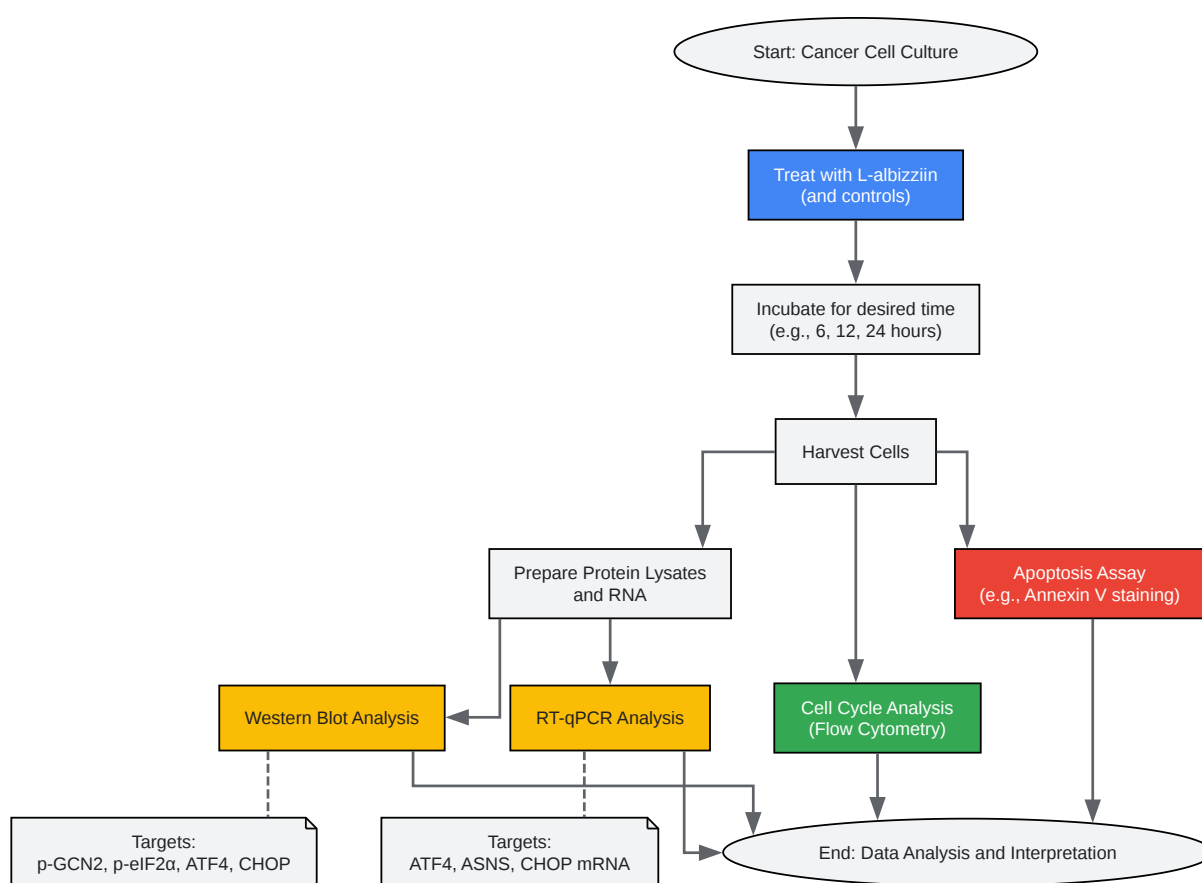 Start: Cancer Cell Culture
Treat with L-albizziin
(and controls)
Incubate for desired time
(e.g., 6, 12, 24 hours)
Harvest Cells
Prepare Protein Lysates
and RNA
Apoptosis Assay
(e.g., Annexin V staining)
Western Blot Analysis
RT-qPCR Analysis
Cell Cycle Analysis
(Flow Cytometry)
Targets:
p-GCN2, p-eIF2α, ATF4, CHOP
Targets:
ATF4, ASNS, CHOP mRNA
End: Data Analysis and Interpretation